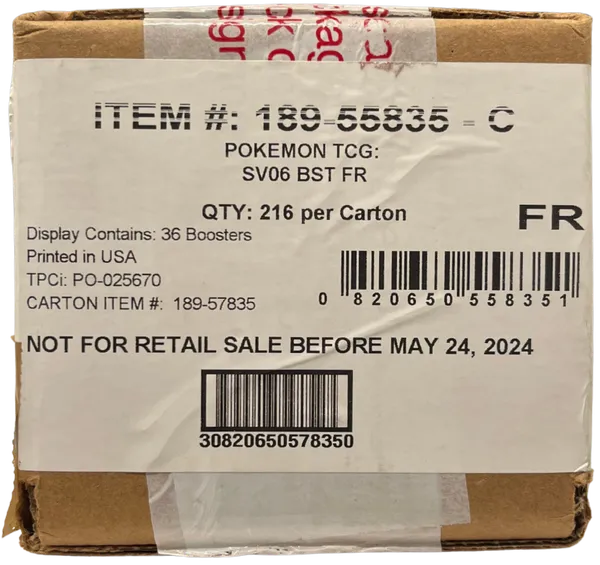 ITEM #: 189-55835 - C
POKEMON TCG:
SV06 BST FR
QTY: 216 per Carton
FR
Display Contains: 36 Boosters
Printed in USA
TPCi: PO-025670
CARTON ITEM #: 189-57835
0 820650 558351
NOT FOR RETAIL SALE BEFORE MAY 24, 2024
30820650578350